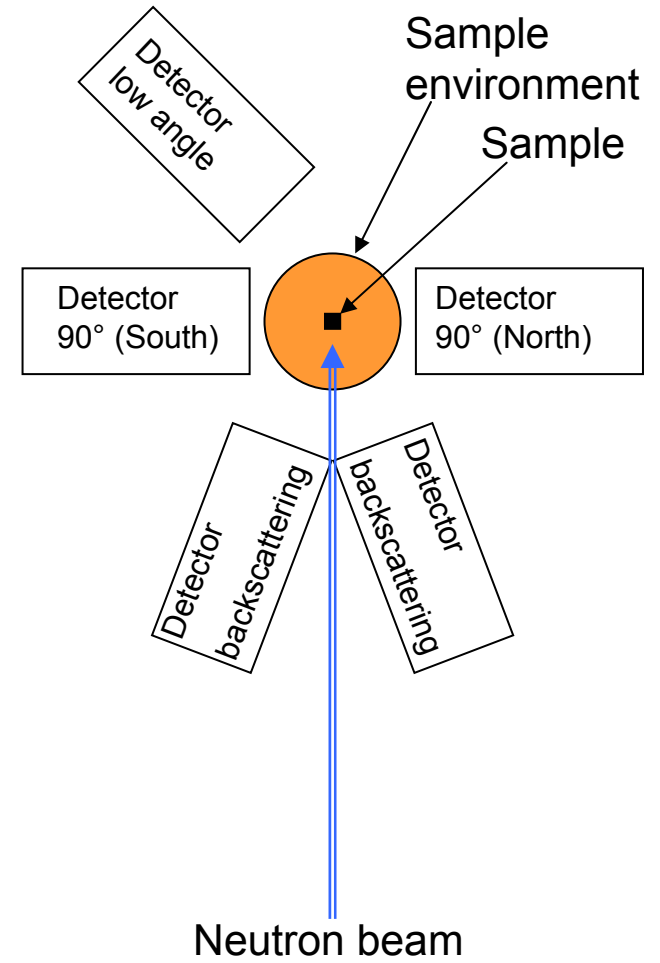 Detector
low angle
Sample
environment
Sample
Detector
90° (South)
Detector
90° (North)
Detector
backscattering
Detector
backscattering
Neutron beam